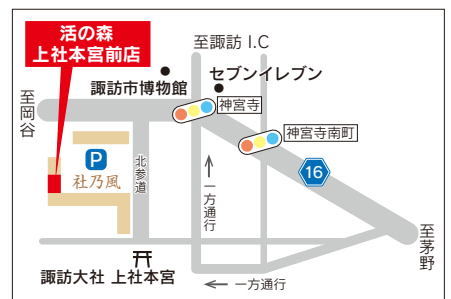 活の森
上社本宮前店
至諏訪 I.C
諏訪市博物館
セブンイレブン
神宮寺
至岡谷
神宮寺南町
P
社乃風
北参道
一方通行
16
至茅野
諏訪大社 上社本宮
一方通行